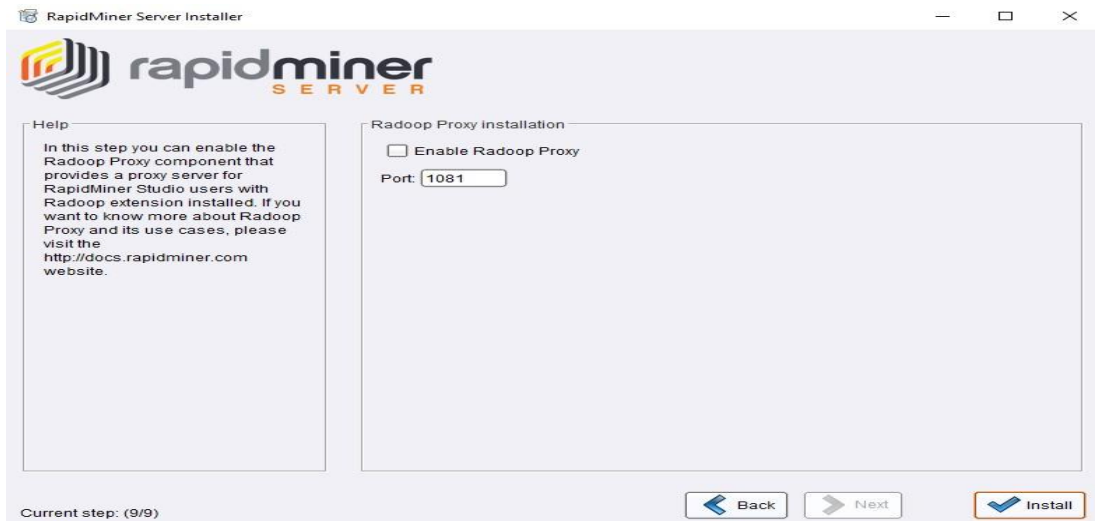 RapidMiner Server Installer
rapidminer
SERVER
Help
In this step you can enable the
Radoop Proxy component that
provides a proxy server for
RapidMiner Studio users with
Radoop extension installed. If you
want to know more about Radoop
Proxy and its use cases, please
visit the
http://docs.rapidminer.com
website.
Radoop Proxy installation
Enable Radoop Proxy
Port: 1081
Current step: (9/9)
Back
Next
Install